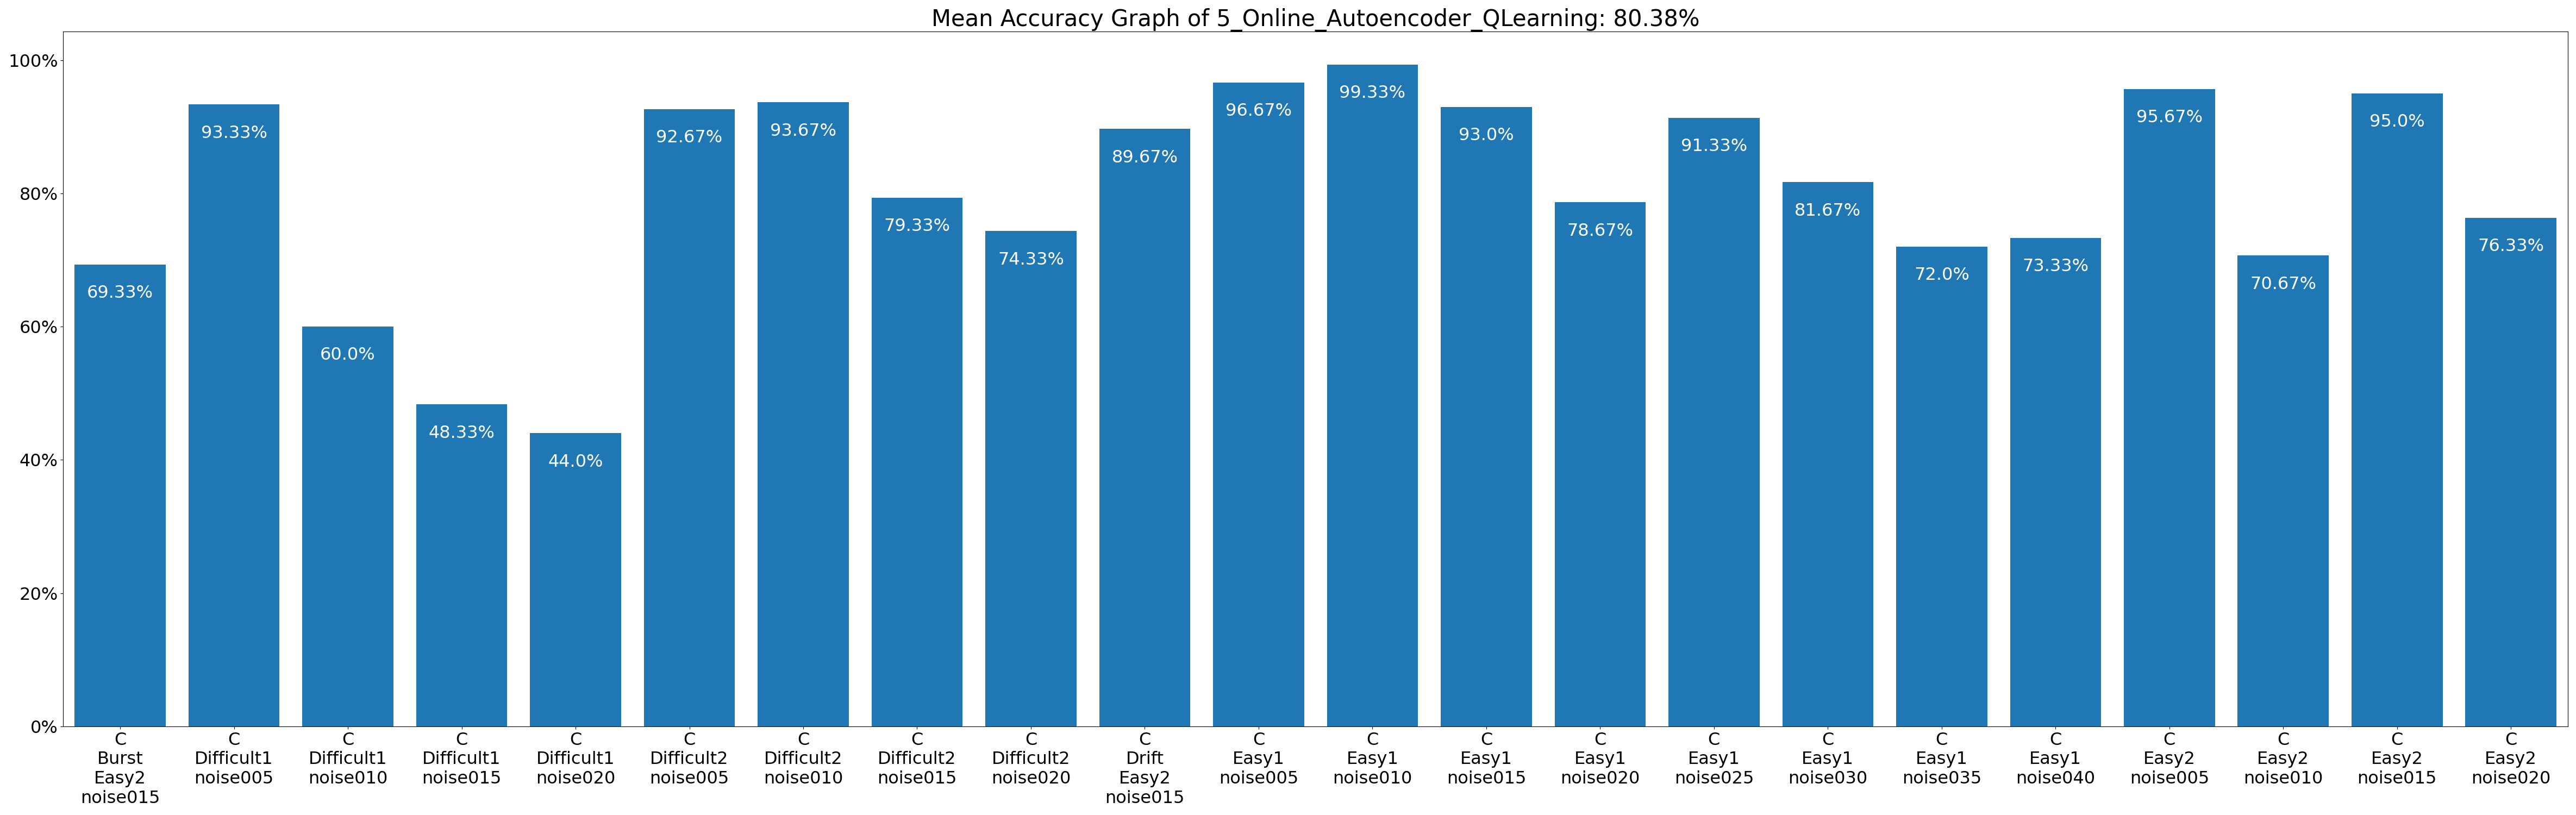 Mean Accuracy Graph of 5_Online_Autoencoder_QLearning: 80.38%
100%
80%
60%
40%
20%
0%
69.33%
93.33%
60.0%
48.33%
44.0%
92.67%
93.67%
79.33%
74.33%
89.67%
96.67%
99.33%
93.0%
78.67%
91.33%
81.67%
72.0%
73.33%
95.67%
70.67%
95.0%
76.33%
C
Burst
Easy2
noise015
C
Difficult1
noise005
C
Difficult1
noise010
C
Difficult1
noise015
C
Difficult1
noise020
C
Difficult2
noise005
C
Difficult2
noise010
C
Difficult2
noise015
C
Difficult2
noise020
C
Drift
Easy2
noise015
C
Easy1
noise005
C
Easy1
noise010
C
Easy1
noise015
C
Easy1
noise020
C
Easy1
noise025
C
Easy1
noise030
C
Easy1
noise035
C
Easy1
noise040
C
Easy2
noise005
C
Easy2
noise010
C
Easy2
noise015
C
Easy2
noise020